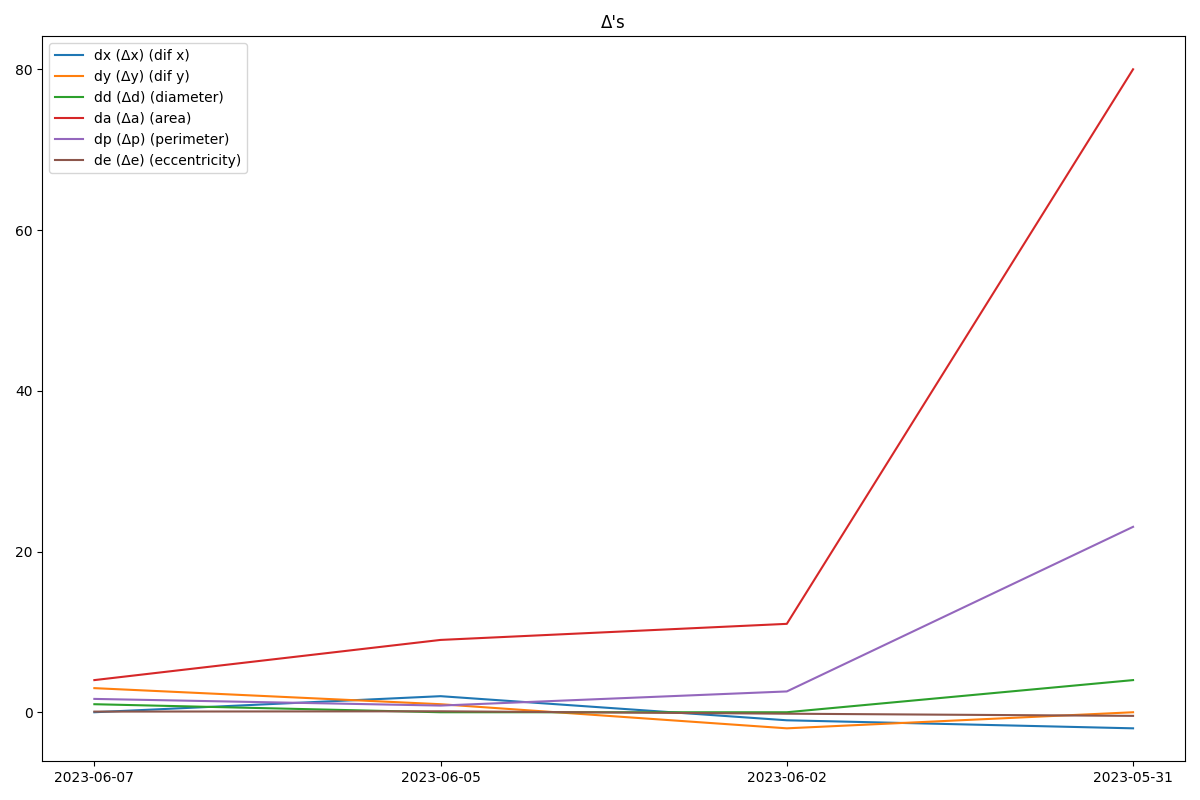 Δ's
dx (Δx) (dif x)
dy (Δy) (dif y)
dd (Δd) (diameter)
da (Δa) (area)
dp (Δp) (perimeter)
de (Δe) (eccentricity)
80
60
40
20
0
2023-06-07 2023-06-05 2023-06-02 2023-05-31